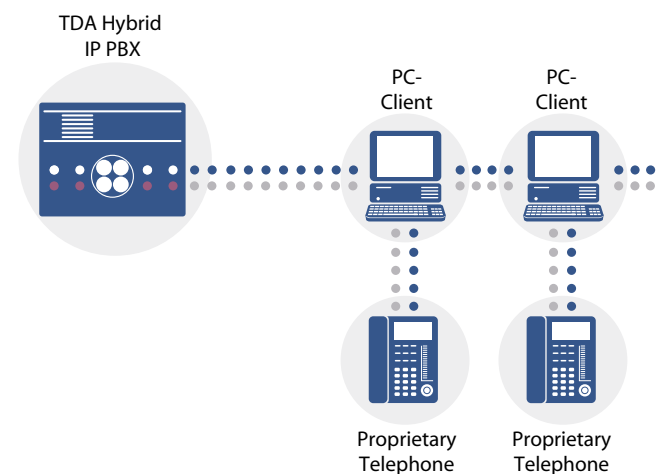 TDA Hybrid
IP PBX
PC-
Client
PC-
Client
Proprietary
Telephone
Proprietary
Telephone